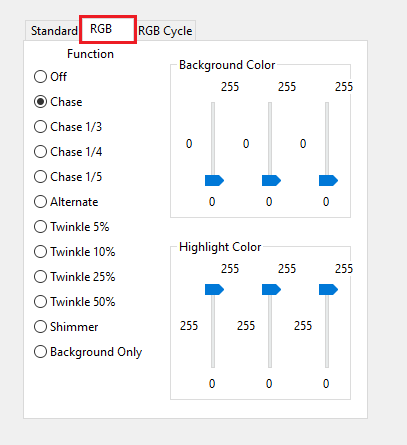 Standard RGB RGB Cycle
Function
Off
Chase
Chase 1/3
Chase 1/4
Chase 1/5
Alternate
Twinkle 5%
Twinkle 10%
Twinkle 25%
Twinkle 50%
Shimmer
Background Only
Background Color
255 255 255
0 0 0
0 0 0
Highlight Color
255 255 255
255 255 255
0 0 0